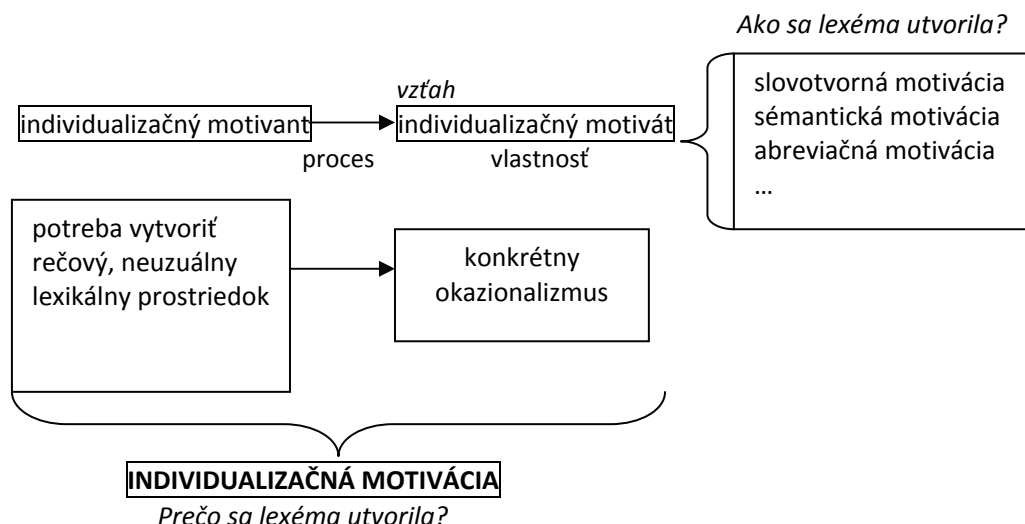 Ako sa lexéma utvorila?
vzťah
individualizačný motivant
individualizačný motivát
proces
vlastnosť
slovotvorná motivácia
sémantická motivácia
abreviačná motivácia
…
potreba vytvoriť
rečový, neuzuálny
lexikálny prostriedok
konkrétny
okazionalizmus
INDIVIDUALIZAČNÁ MOTIVÁCIA
Prečo sa lexéma utvorila?